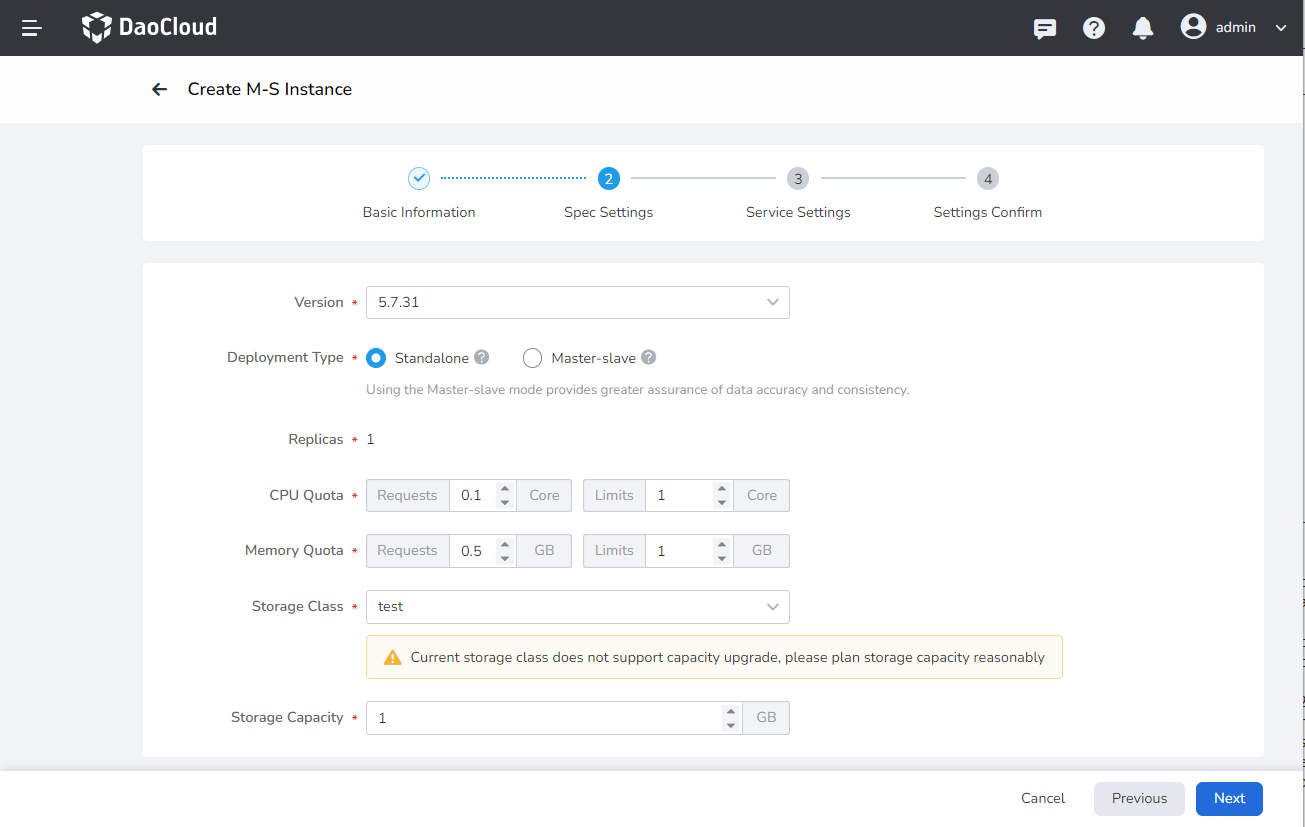 DaoCloud
admin
Create M-S Instance
2
3
4
Basic Information
Spec Settings
Service Settings
Settings Confirm
Version * 5.7.31
Deployment Type * Standalone ? Master-slave ?
Using the Master-slave mode provides greater assurance of data accuracy and consistency.
Replicas * 1
CPU Quota * Requests 0.1 Core Limits 1 Core
Memory Quota * Requests 0.5 GB Limits 1 GB
Storage Class * test
Current storage class does not support capacity upgrade, please plan storage capacity reasonably
Storage Capacity * 1 GB
Cancel Previous Next